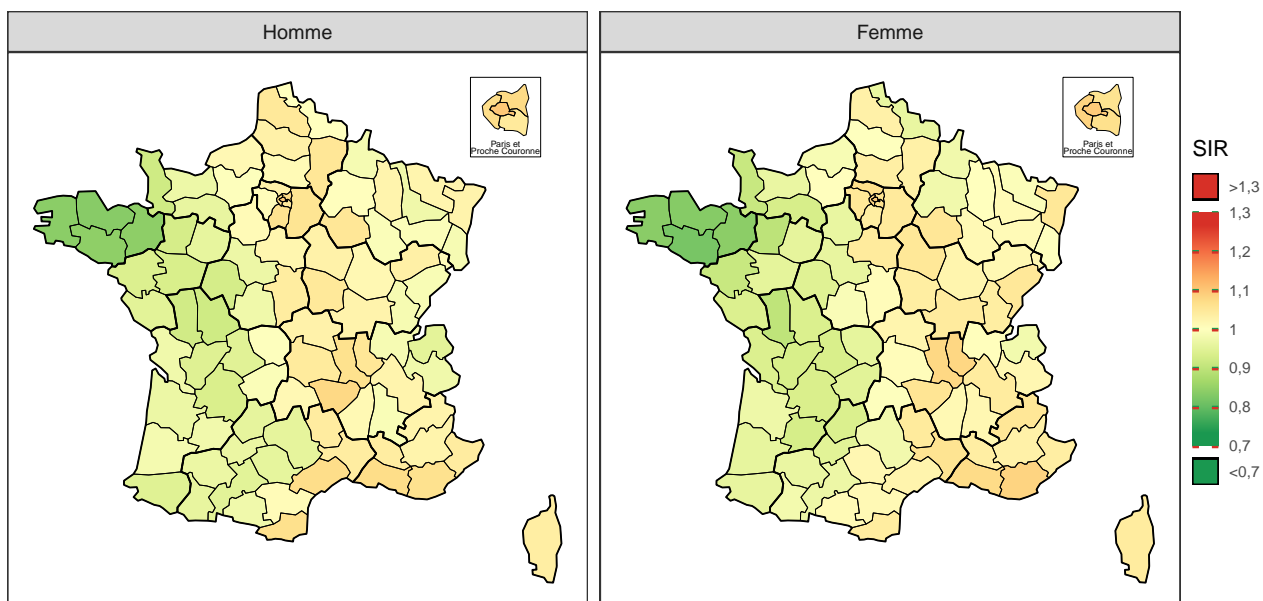 Homme
Femme
Paris et
Proche Couronne
Paris et
Proche Couronne
SIR
>1,3
1,3
1,2
1,1
1
0,9
0,8
0,7
<0,7